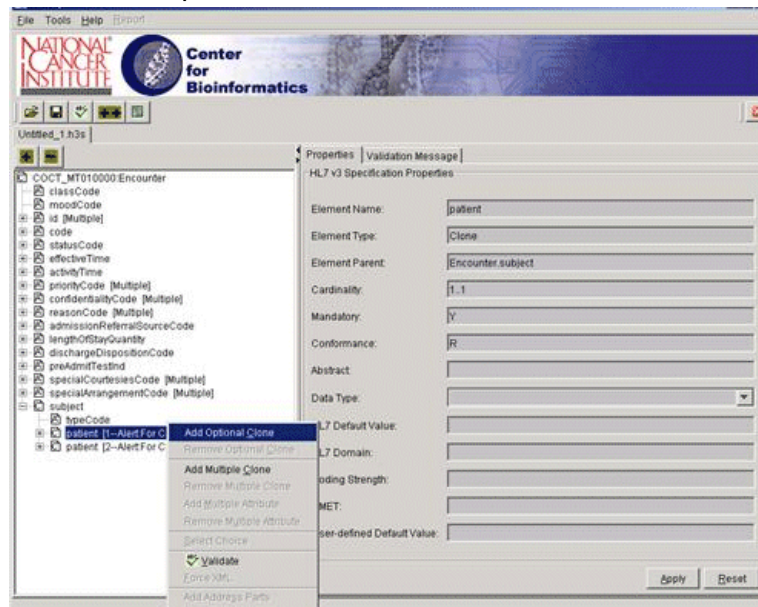 File Tools Help Report
NATIONAL
CANCER
INSTITUTE
Center
for
Bioinformatics
Untitled_1.h3s
COCT_MT010000:Encounter
classCode
moodCode
id [Multiple]
code
statusCode
effectiveTime
activityTime
priorityCode [Multiple]
confidentialityCode [Multiple]
reasonCode [Multiple]
admissionReferralSourceCode
lengthOfStayQuantity
dischargeDispositionCode
preAdmitTestInd
specialCourtesiesCode [Multiple]
specialArrangementCode [Multiple]
subject
typeCode
patient [1--Alert For C
patient [2--Alert For C
Add Optional Clone
Remove Optional Clone
Add Multiple Clone
Remove Multiple Clone
Add Multiple Attribute
Remove Multiple Attribute
Select Choice
Validate
Force XML
Add Address Parts
Properties Validation Message
HL7 v3 Specification Properties
Element Name: patient
Element Type: Clone
Element Parent: Encounter.subject
Cardinality: 1..1
Mandatory: Y
Conformance: R
Abstract:
Data Type:
L7 Default Value:
L7 Domain:
oding Strength:
MET:
ser-defined Default Value:
Apply Reset